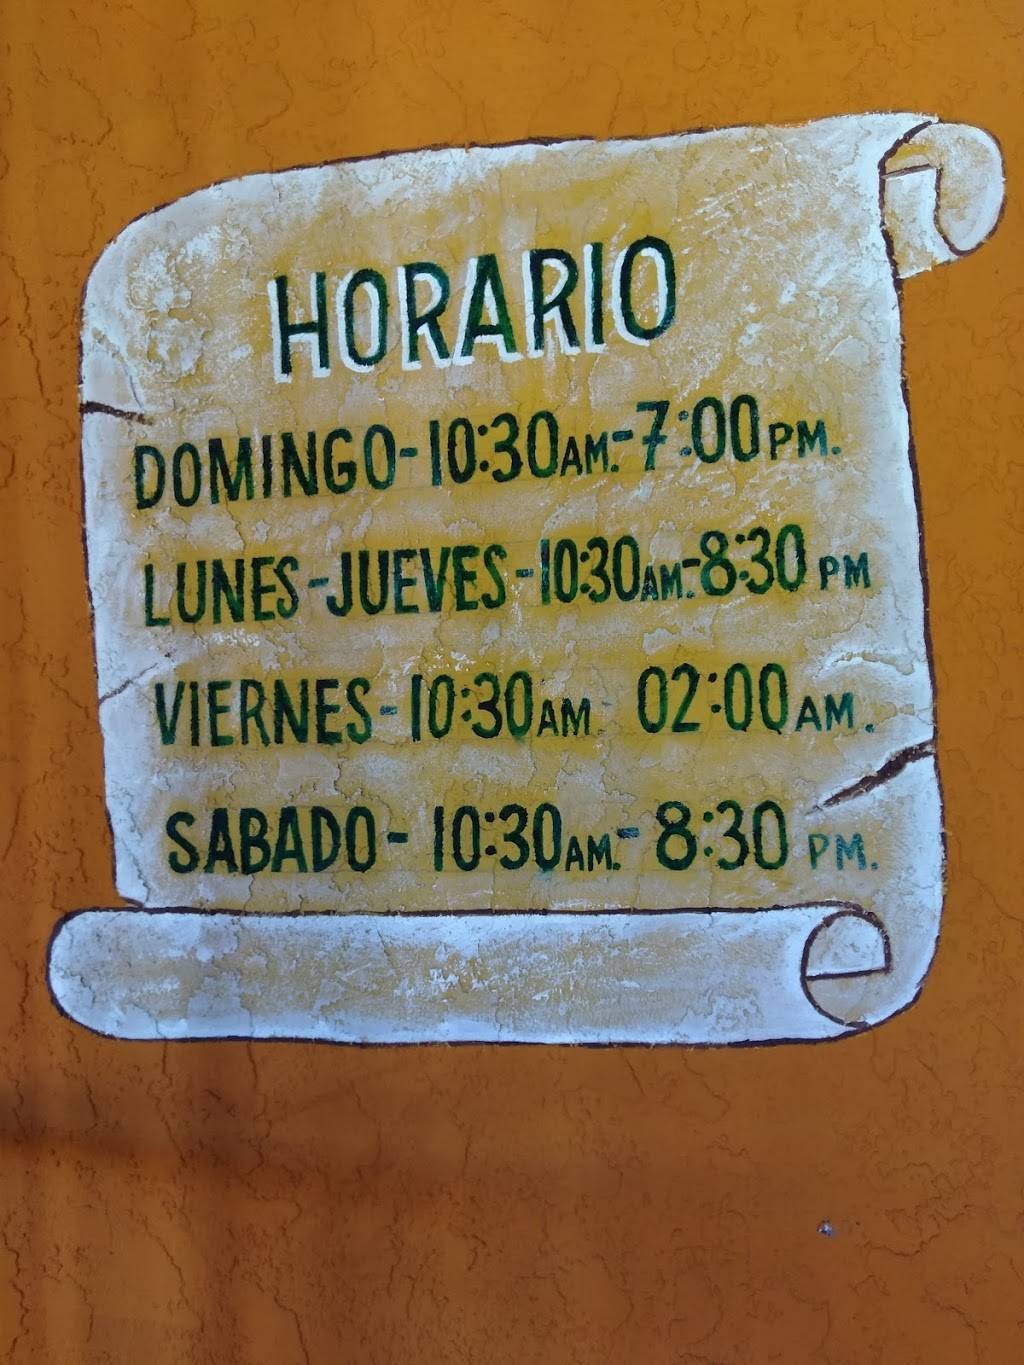 HORARIO
DOMINGO-10:30AM.-7:00PM.
LUNES-JUEVES-10:30AM.-8:30 PM
VIERNES-10:30AM - 02:00AM.
SABADO-10:30AM.-8:30 PM.